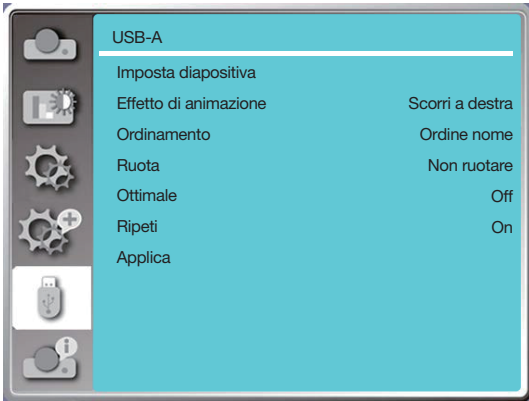 USB-A
Imposta diapositiva
Effetto di animazione Scorri a destra
Ordinamento Ordine nome
Ruota Non ruotare
Ottimale Off
Ripeti On
Applica